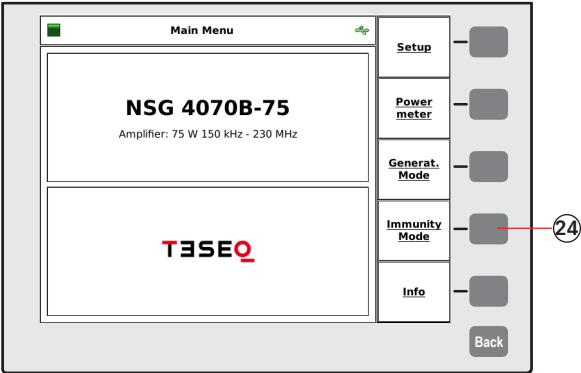 Main Menu
NSG 4070B-75
Amplifier: 75 W 150 kHz - 230 MHz
TESEQ
Setup
Power
meter
Generat.
Mode
Immunity
Mode
Info
24
Back